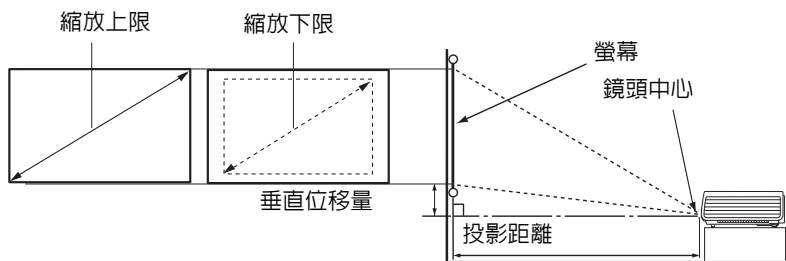 縮放上限
縮放下限
螢幕
鏡頭中心
垂直位移量
投影距離